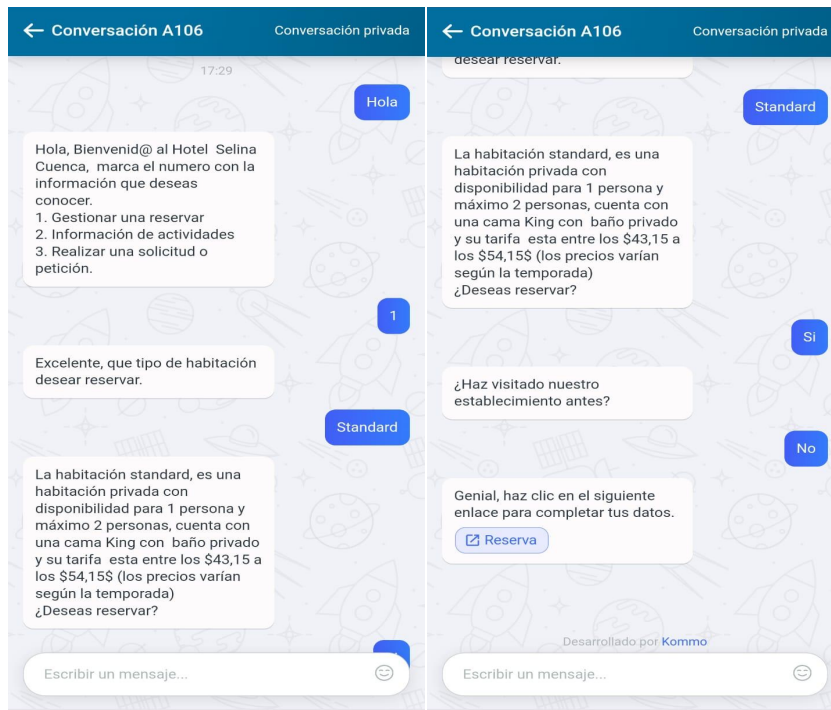 Conversación A106
Conversación privada
17:29
Hola
Hola, Bienvenid@ al Hotel Selina
Cuenca, marca el numero con la
información que deseas
conocer.
1. Gestionar una reservar
2. Información de actividades
3. Realizar una solicitud o
petición.
1
Excelente, que tipo de habitación
desear reservar.
Standard
La habitación standard, es una
habitación privada con
disponibilidad para 1 persona y
máximo 2 personas, cuenta con
una cama King con baño privado
y su tarifa esta entre los $43,15 a
los $54,15$ (los precios varían
según la temporada)
¿Deseas reservar?
Escribir un mensaje...
Conversación A106
Conversación privada
desear reservar.
Standard
La habitación standard, es una
habitación privada con
disponibilidad para 1 persona y
máximo 2 personas, cuenta con
una cama King con baño privado
y su tarifa esta entre los $43,15 a
los $54,15$ (los precios varían
según la temporada)
¿Deseas reservar?
Si
¿Haz visitado nuestro
establecimiento antes?
No
Genial, haz clic en el siguiente
enlace para completar tus datos.
Reserva
Desarrollado por Kommo
Escribir un mensaje...